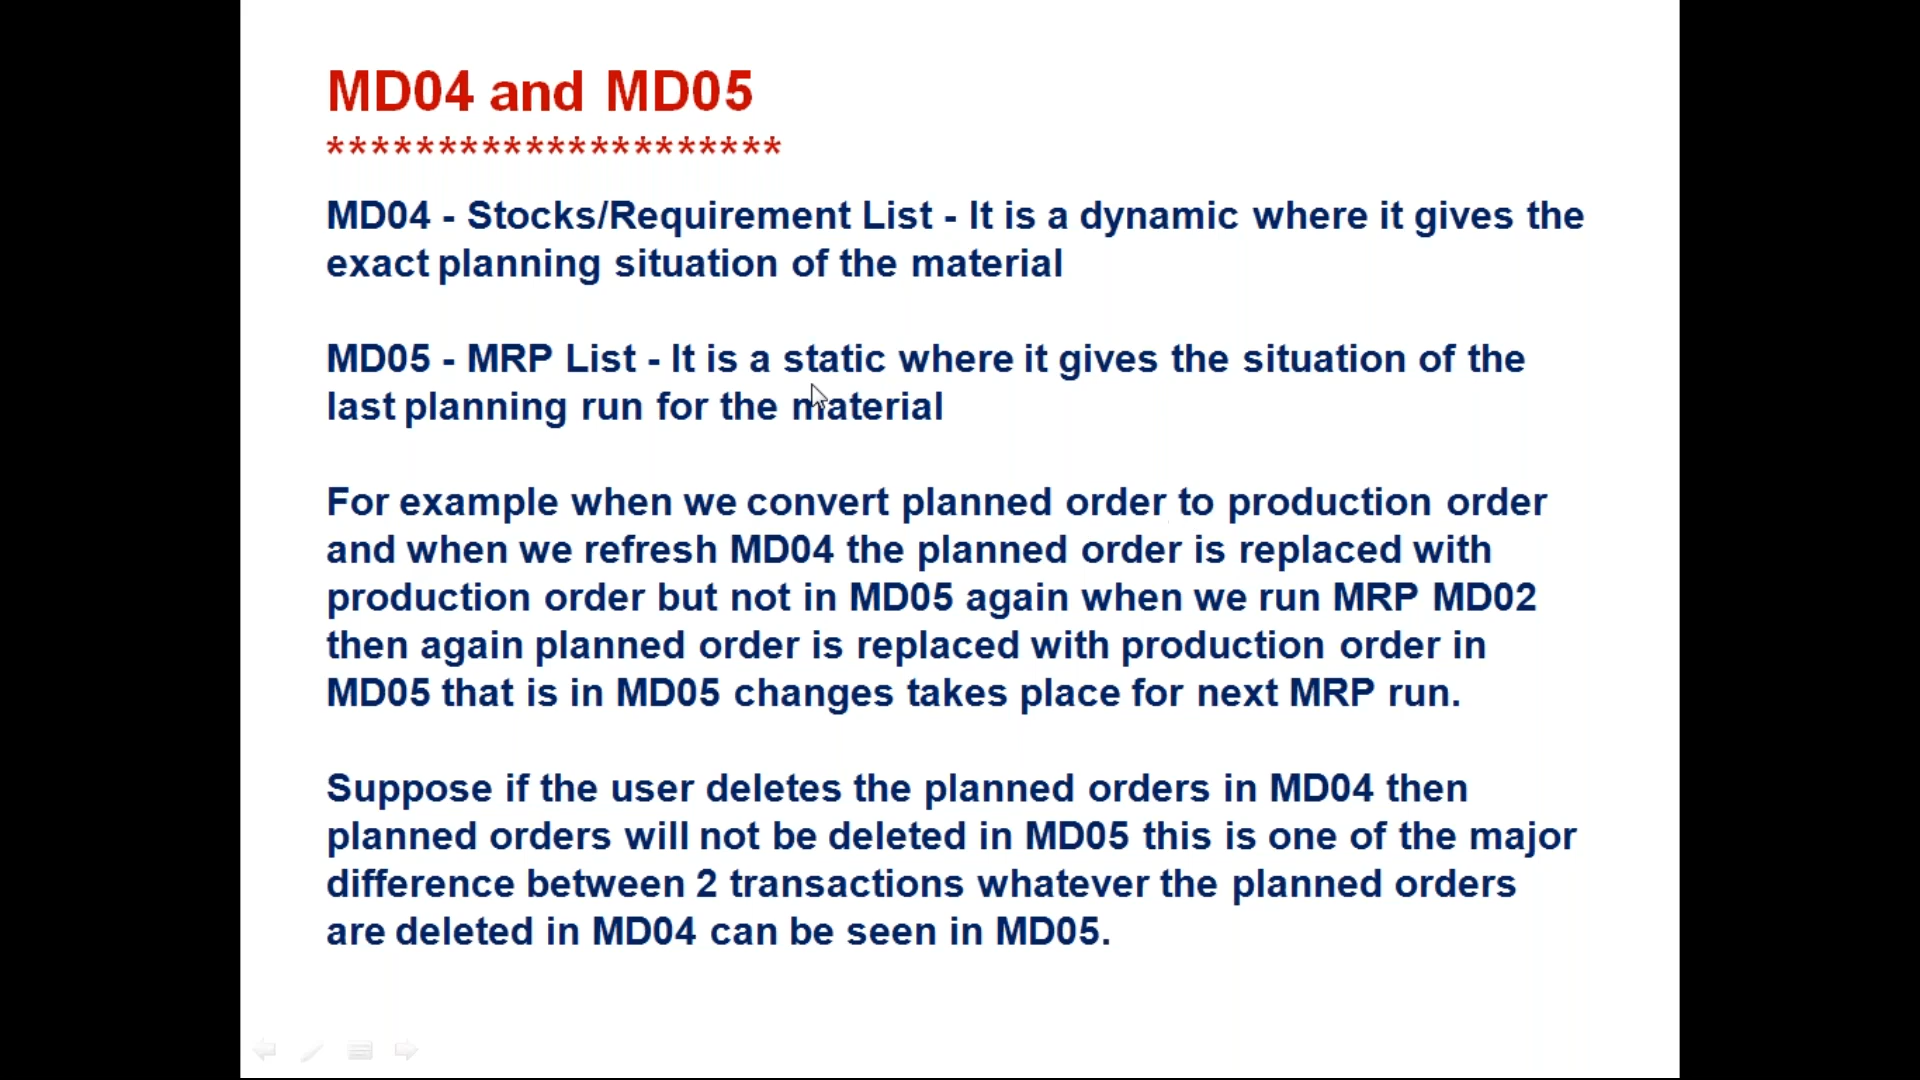 MD04 and MD05
*********************
MD04 - Stocks/Requirement List - It is a dynamic where it gives the
exact planning situation of the material
MD05 - MRP List - It is a static where it gives the situation of the
last planning run for the material
For example when we convert planned order to production order
and when we refresh MD04 the planned order is replaced with
production order but not in MD05 again when we run MRP MD02
then again planned order is replaced with production order in
MD05 that is in MD05 changes takes place for next MRP run.
Suppose if the user deletes the planned orders in MD04 then
planned orders will not be deleted in MD05 this is one of the major
difference between 2 transactions whatever the planned orders
are deleted in MD04 can be seen in MD05.